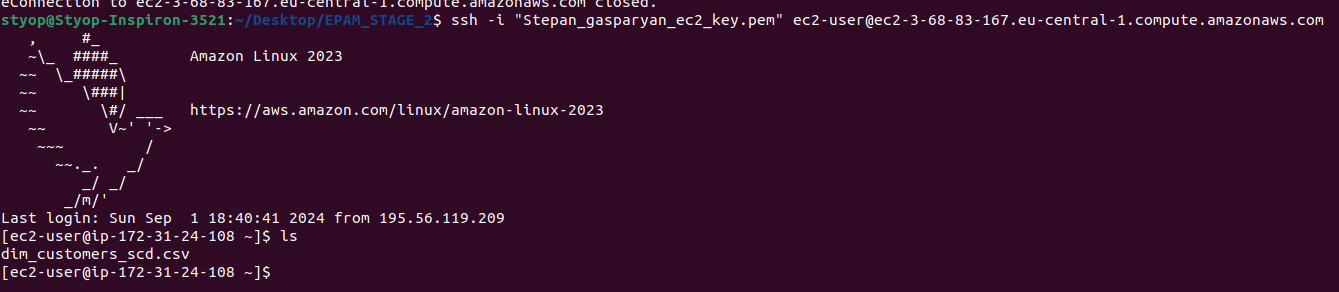 eConnection to ec2-3-68-83-167.eu-central-1.compute.amazonaws.com closed.
styop@Styop-Inspiron-3521:~/Desktop/EPAM_STAGE_2$ ssh -i "Stepan_gasparyan_ec2_key.pem" ec2-user@ec2-3-68-83-167.eu-central-1.compute.amazonaws.com
   ,     #_
   ~\_  ####_        Amazon Linux 2023
  ~~  \_#####\
  ~~     \###|
  ~~       \#/ ___   https://aws.amazon.com/linux/amazon-linux-2023
   ~~       V~' '->
    ~~~         /
      ~~._.   _/
         _/ _/
       _/m/'
Last login: Sun Sep  1 18:40:41 2024 from 195.56.119.209
[ec2-user@ip-172-31-24-108 ~]$ ls
dim_customers_scd.csv
[ec2-user@ip-172-31-24-108 ~]$